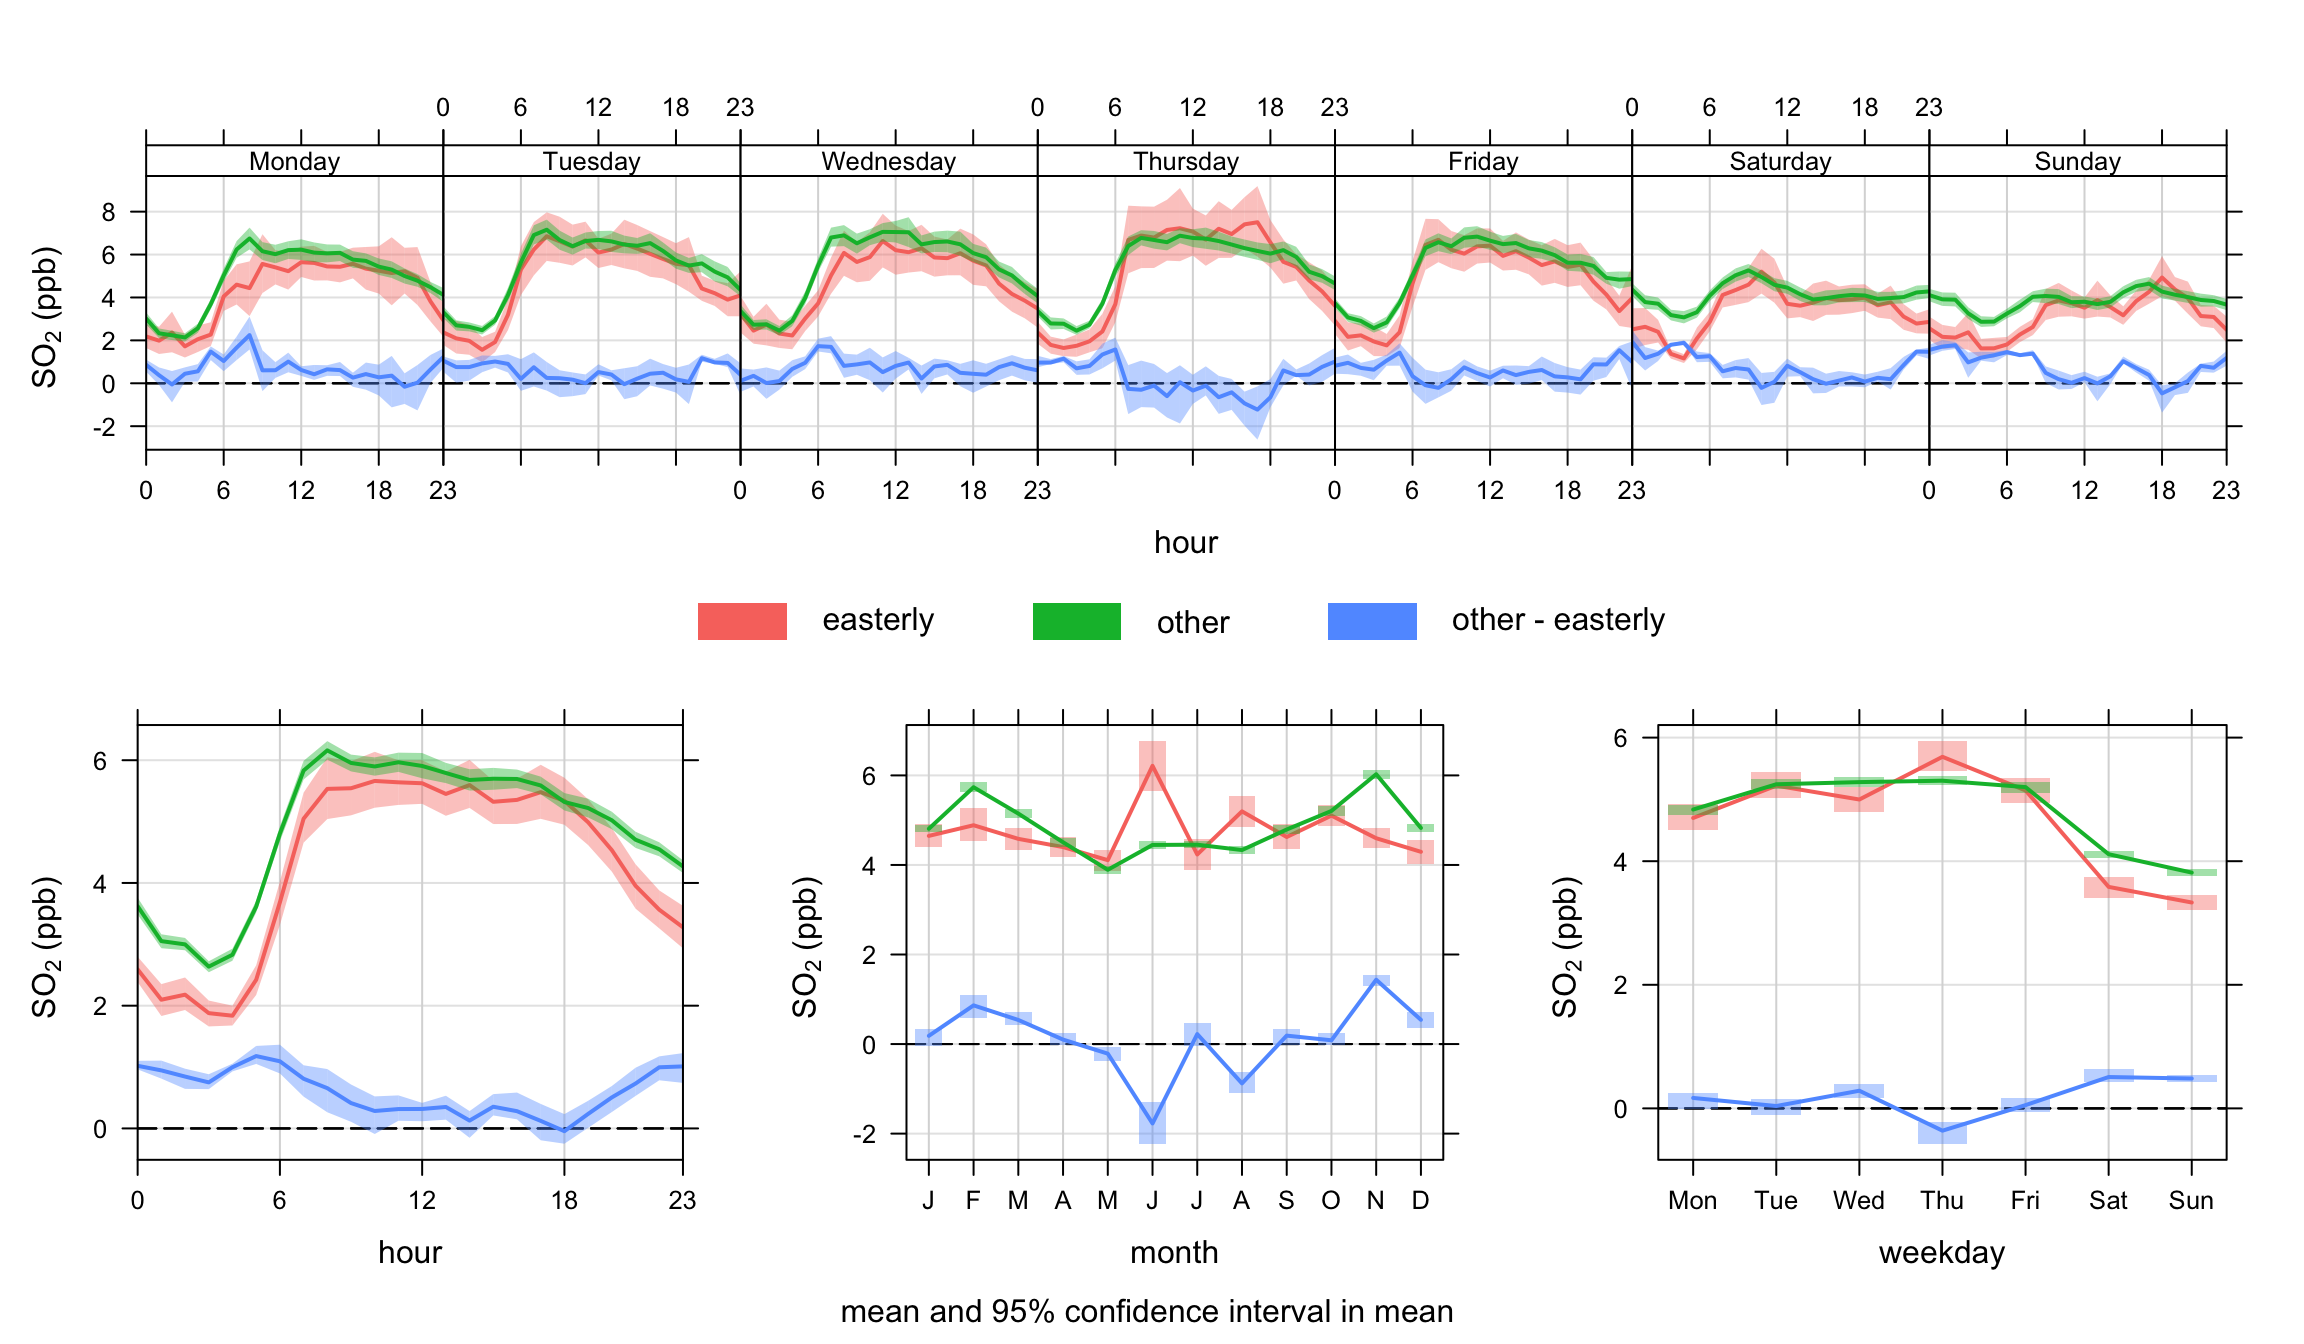 0 6 12 18 23 0 6 12 18 23 0 6 12 18 23
Monday Tuesday Wednesday Thursday Friday Saturday Sunday
8
6
4
2
0
-2
SO2 (ppb)
0 6 12 18 23 0 6 12 18 23 0 6 12 18 23 0 6 12 18 23
hour
easterly other other - easterly
6
4
2
0
SO2 (ppb)
0 6 12 18 23
hour
6
4
2
0
-2
SO2 (ppb)
J F M A M J J A S O N D
month
6
4
2
0
SO2 (ppb)
Mon Tue Wed Thu Fri Sat Sun
weekday
mean and 95% confidence interval in mean